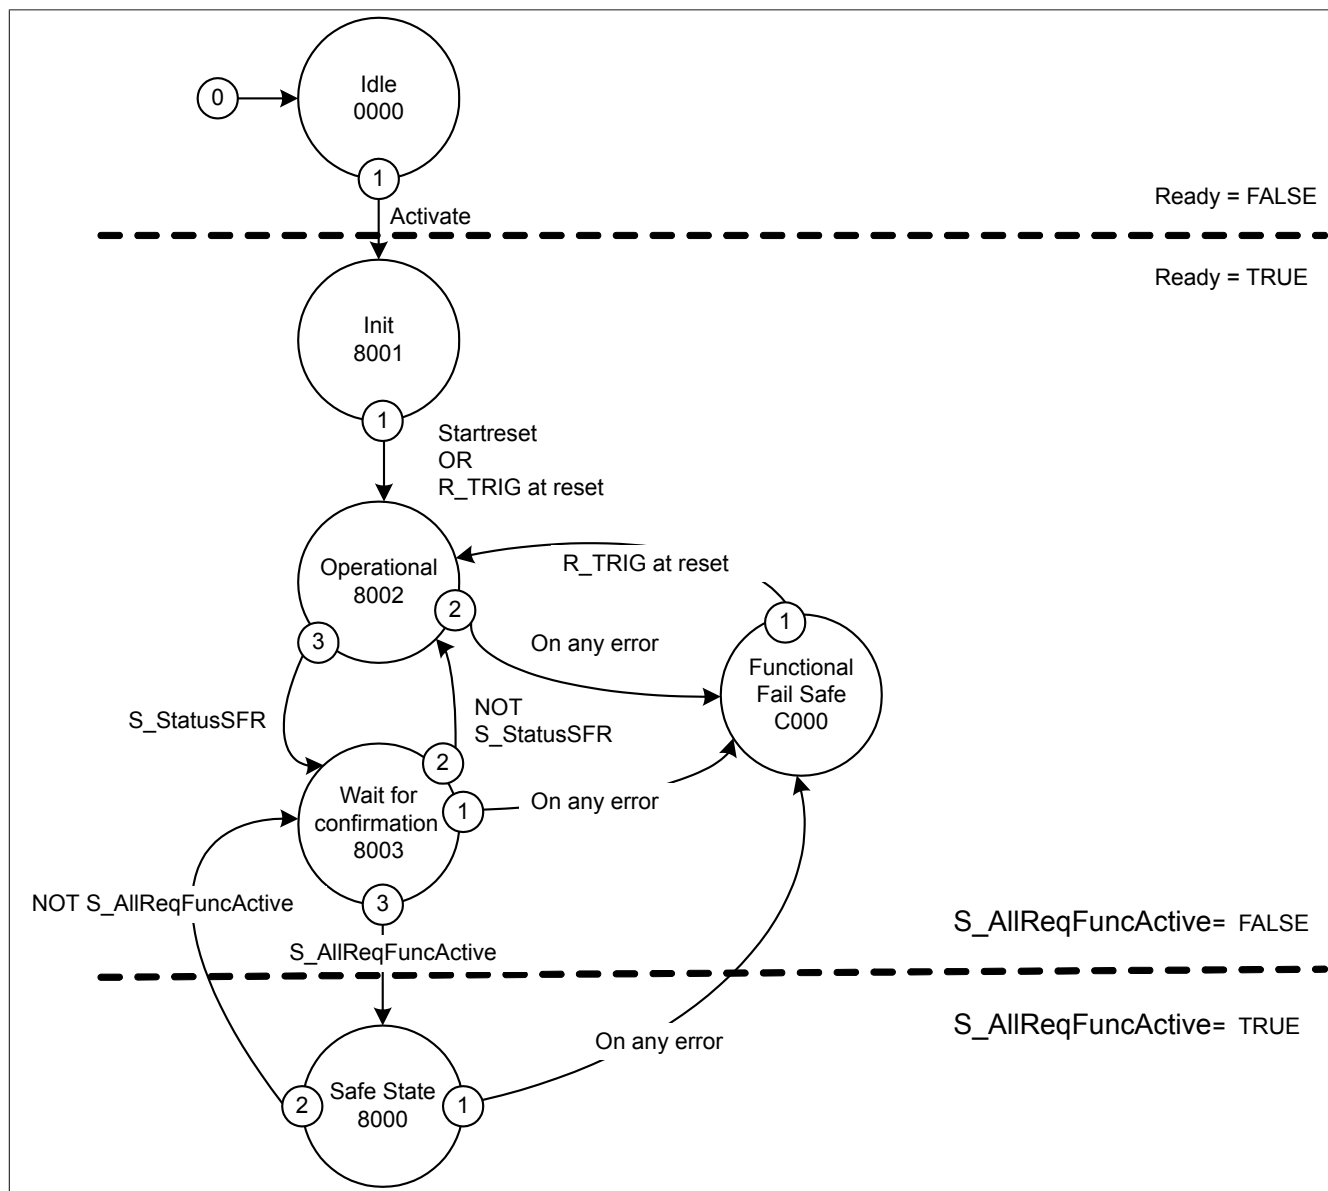 Idle
0000
0
1
Activate
Ready = FALSE
Ready = TRUE
Init
8001
1
Startreset
OR
R_TRIG at reset
Operational
8002
2
3
R_TRIG at reset
1
On any error
Functional
Fail Safe
C000
S_StatusSFR
NOT
S_StatusSFR
2
Wait for
confirmation
8003
1
On any error
3
NOT S_AllReqFuncActive
S_AllReqFuncActive
S_AllReqFuncActive= FALSE
S_AllReqFuncActive= TRUE
On any error
Safe State
8000
2
1